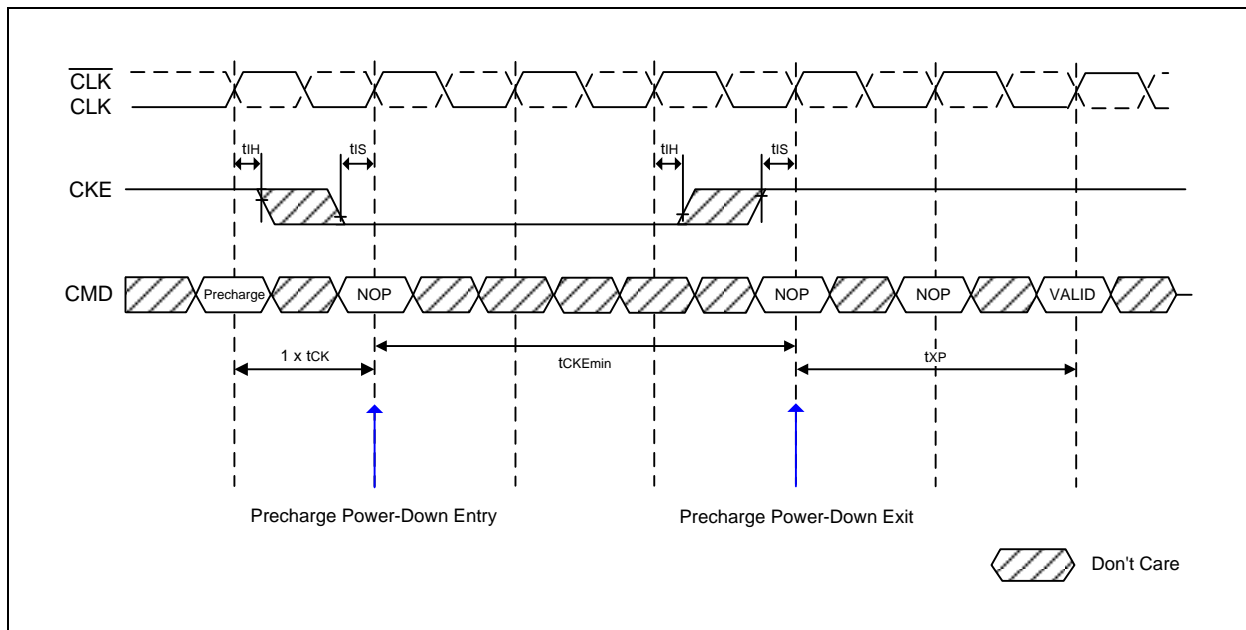 CLK
CLK
tIH
tIS
tIH
tIS
CKE
CMD
Precharge
NOP
NOP
NOP
VALID
1 x tCK
tCKEmin
tXP
Precharge Power-Down Entry
Precharge Power-Down Exit
Don't Care